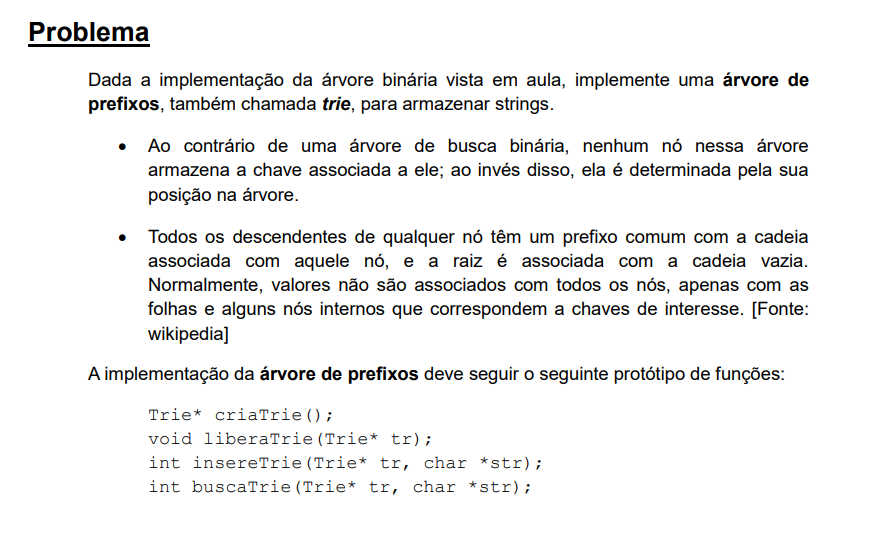 Problema
Dada a implementação da árvore binária vista em aula, implemente uma árvore de
prefixos, também chamada trie, para armazenar strings.
• Ao contrário de uma árvore de busca binária, nenhum nó nessa árvore
armazena a chave associada a ele; ao invés disso, ela é determinada pela sua
posição na árvore.
• Todos os descendentes de qualquer nó têm um prefixo comum com a cadeia
associada com aquele nó, e a raiz é associada com a cadeia vazia.
Normalmente, valores não são associados com todos os nós, apenas com as
folhas e alguns nós internos que correspondem a chaves de interesse. [Fonte:
wikipedia]
A implementação da árvore de prefixos deve seguir o seguinte protótipo de funções:
Trie* criaTrie();
void liberaTrie(Trie* tr);
int insereTrie(Trie* tr, char *str);
int buscaTrie(Trie* tr, char *str);